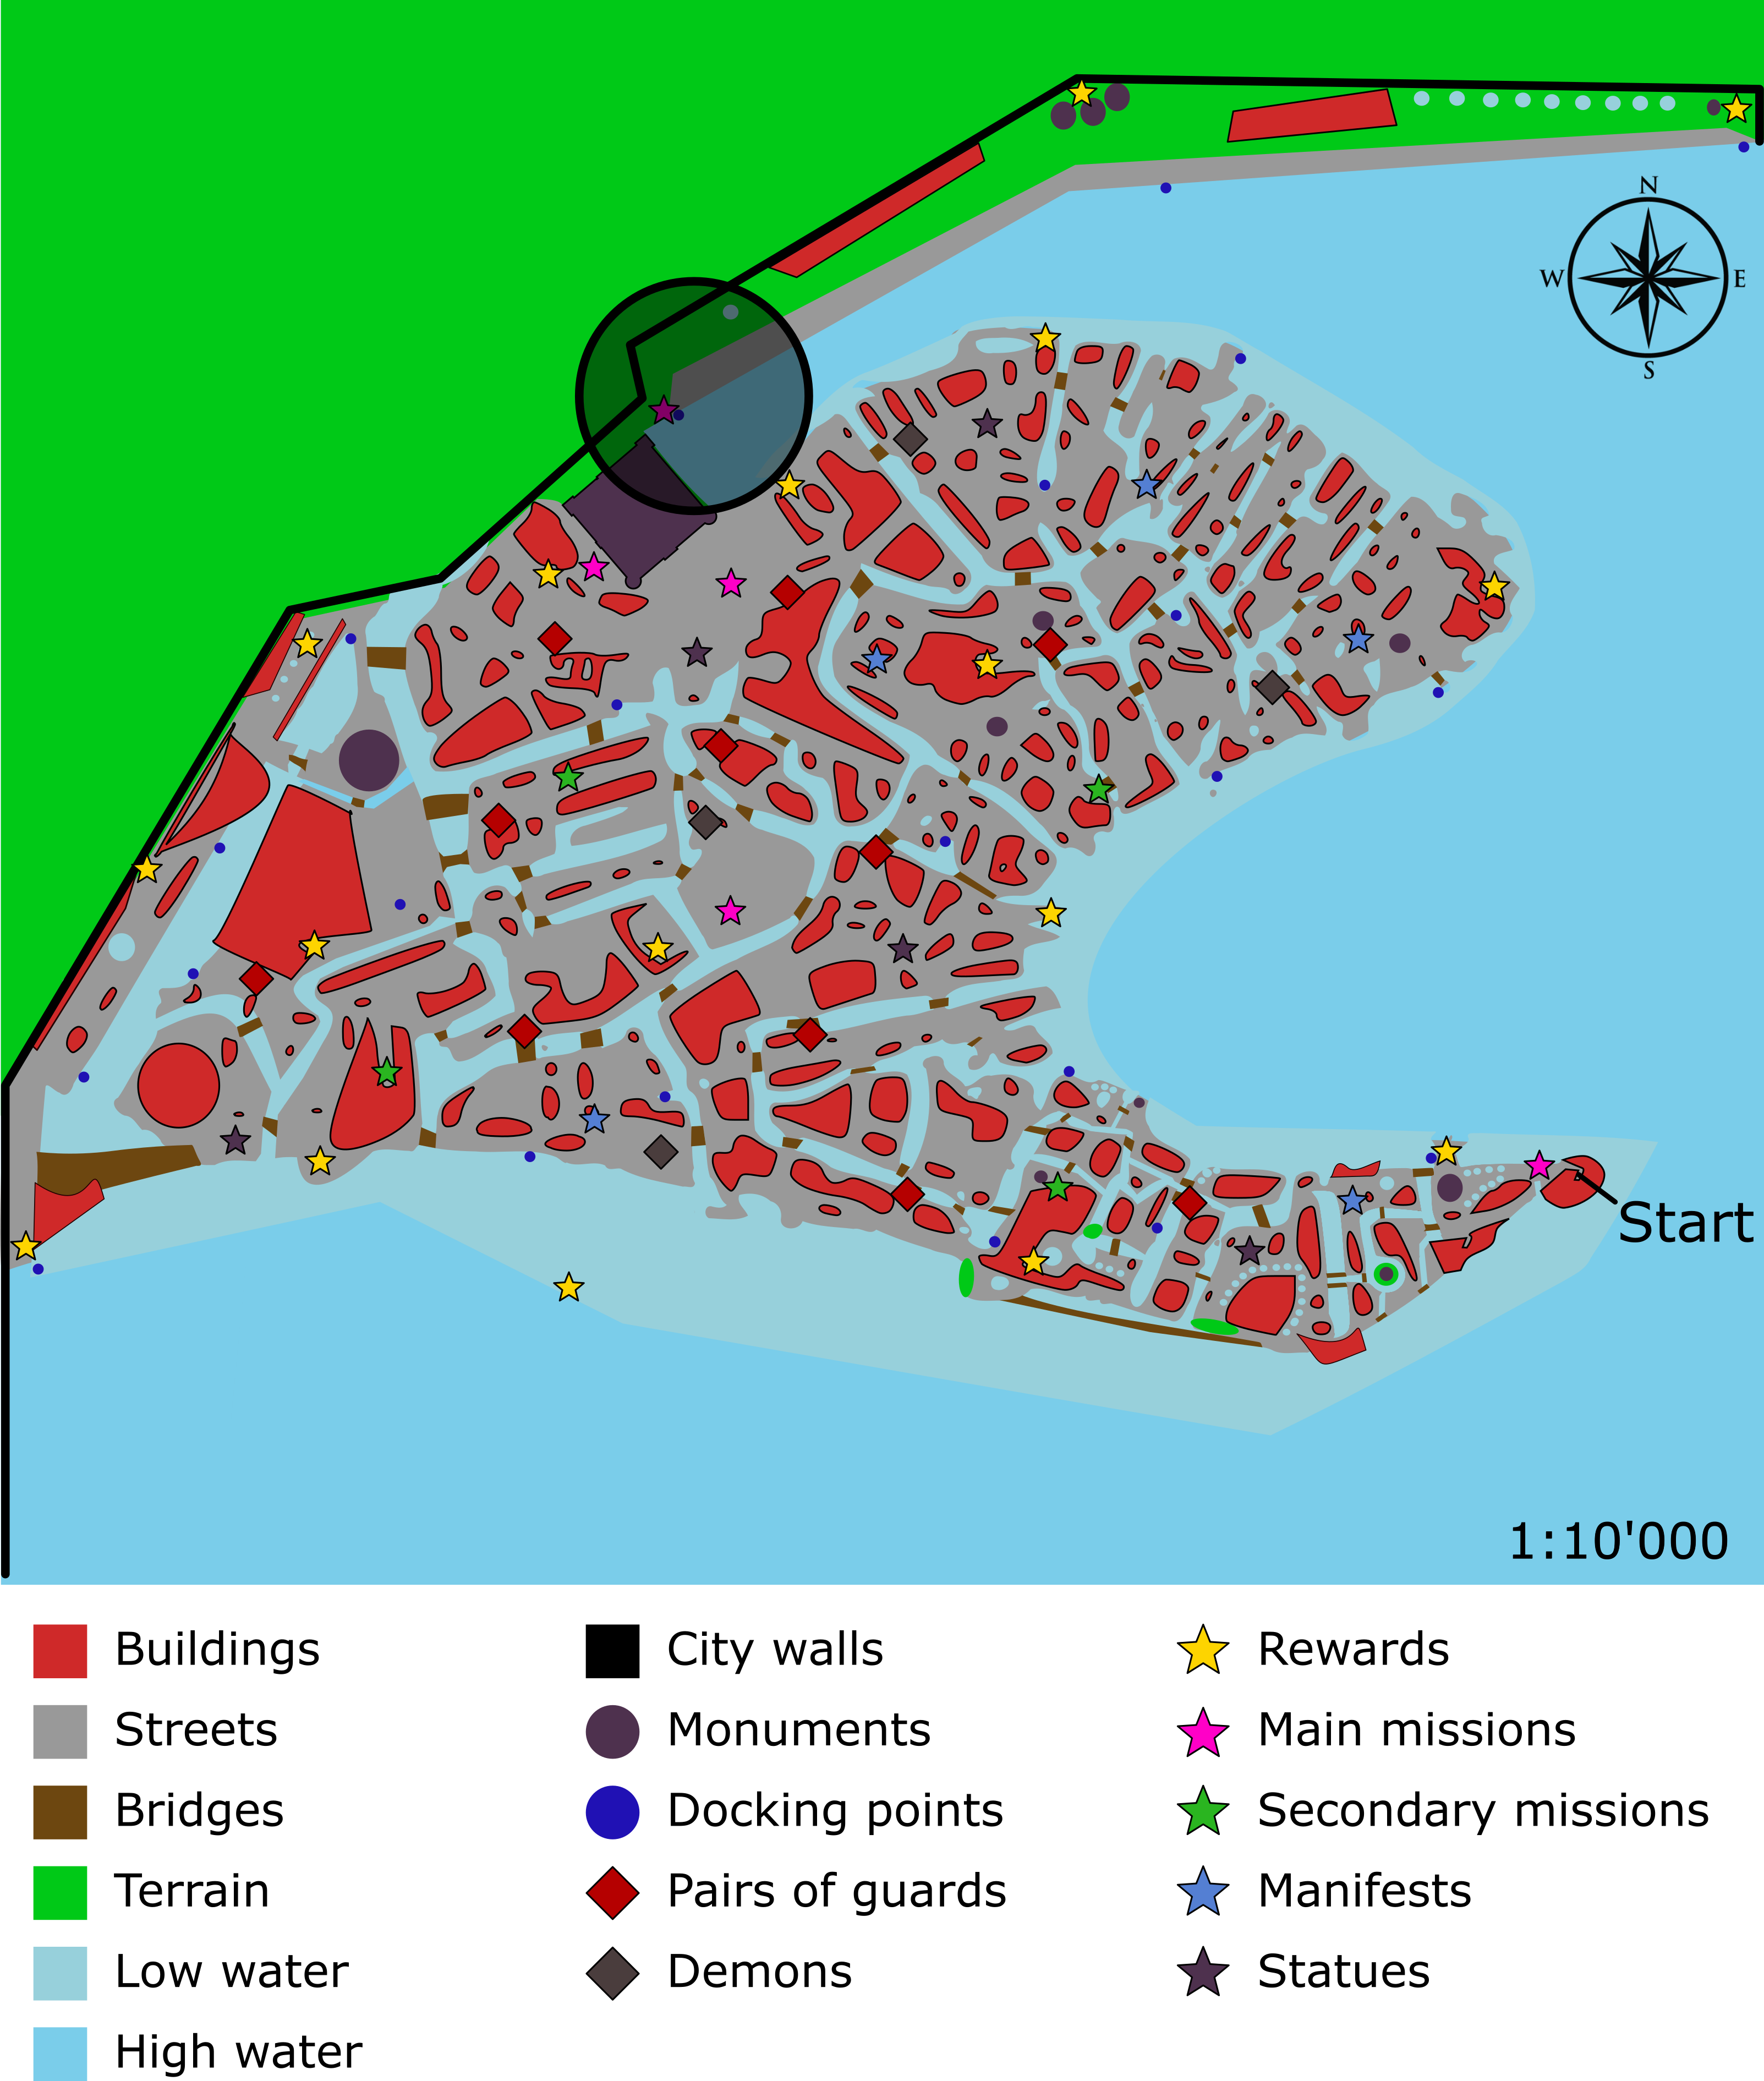 N
W E
S
Start
1:10'000
Buildings City walls Rewards
Streets Monuments Main missions
Bridges Docking points Secondary missions
Terrain Pairs of guards Manifests
Low water Demons Statues
High water